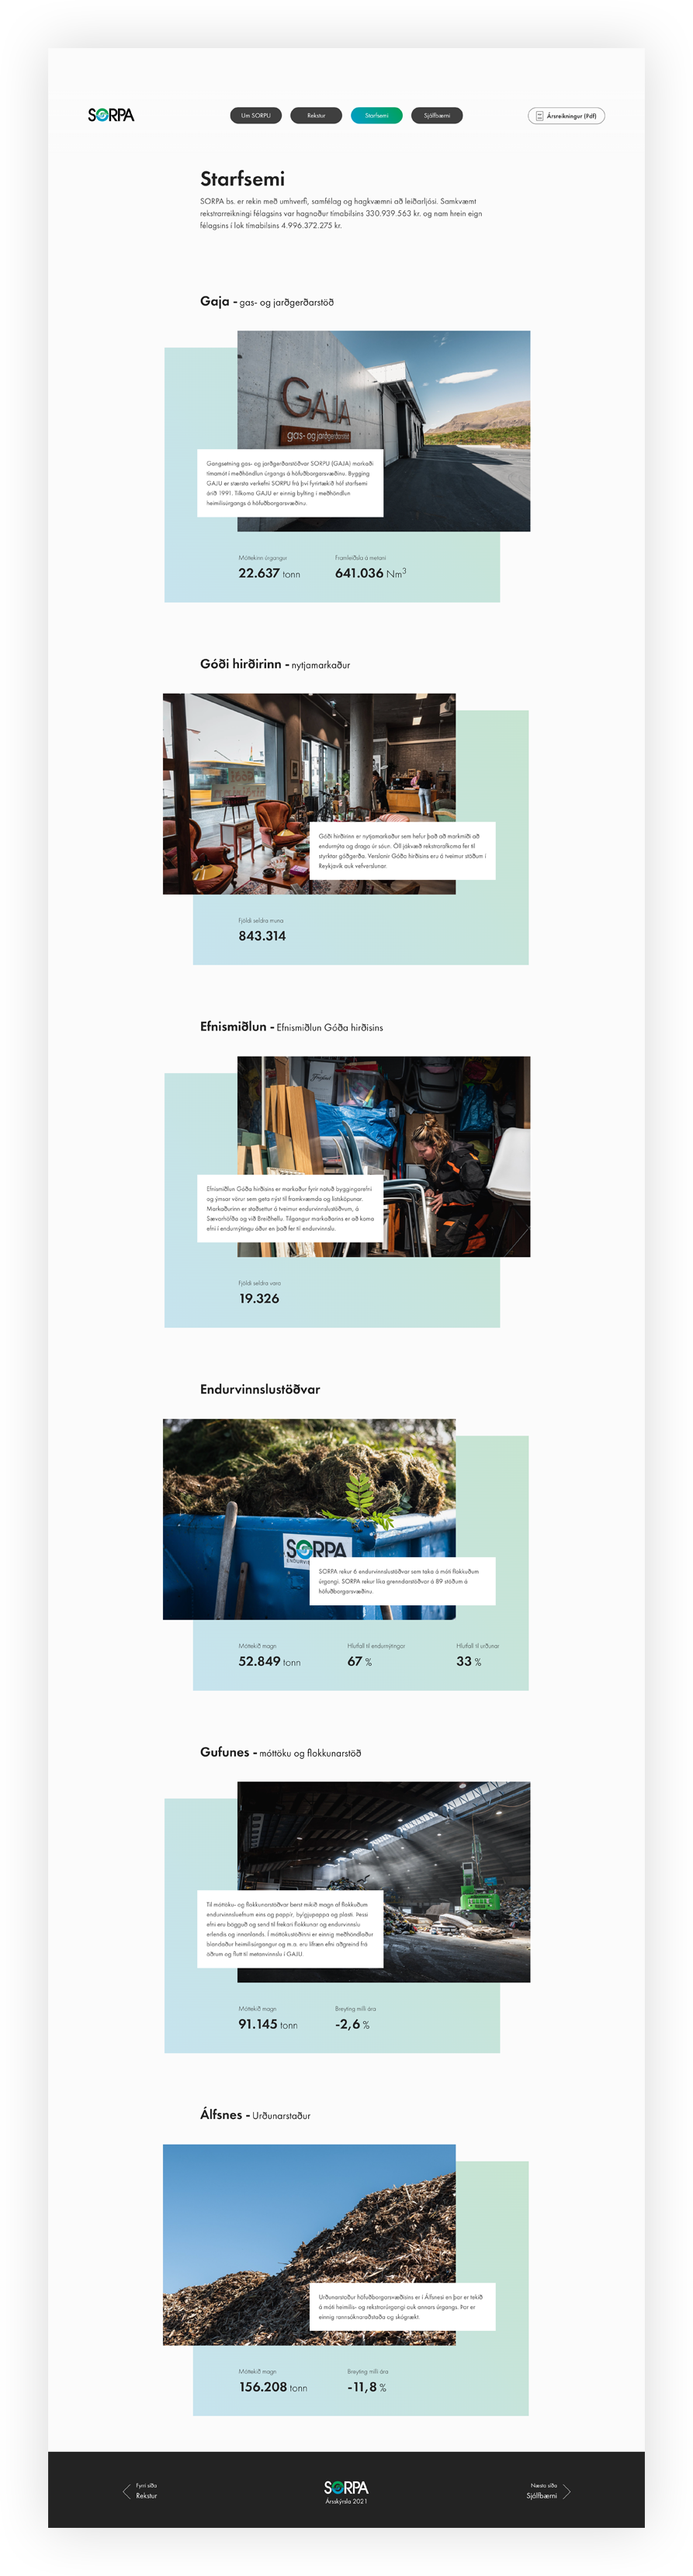 SORPA
Um SORPU
Rekstur
Starfsemi
Sjálfbærni
Ársreikningur (Pdf)
Starfsemi
SORPA bs. er rekin með umhverfi, samfélag og hagkvæmni að leiðarljósi. Samkvæmt
rekstrarreikningi félagsins var hagnaður tímabilsins 330.939.563 kr. og nam hrein eign
félagsins í lok tímabilsins 4.996.372.275 kr.
Gaja - gas- og jarðgerðarstöð
GAJA
gas- og jarðgerðarstöð
Gangsetning gas- og jarðgerðarstöðvar SORPU (GAJA) markaði
tímamót í meðhöndlun úrgangs á höfuðborgarsvæðinu. Bygging
GAJU er stærsta verkefni SORPU frá því fyrirtækið hóf starfsemi
árið 1991. Tilkoma GAJU er einnig bylting í meðhöndlun
heimilisúrgangs á höfuðborgarsvæðinu.
Móttekinn úrgangur
22.637 tonn
Framleiðsla á metani
641.036 Nm3
Góði hirðirinn - nytjamarkaður
Góði hirðirinn er nytjamarkaður sem hefur það að markmiði að
endurnýta og draga úr sóun. Öll jákvæð rekstrarafkoma fer til
styrktar góðgerða. Verslanir Góða hirðisins eru á tveimur stöðum í
Reykjavík auk vefverslunar.
Fjöldi seldra muna
843.314
Efnismiðlun - Efnismiðlun Góða hirðisins
Efnismiðlun Góða hirðisins er markaður fyrir notuð byggingarefni
og ýmsar vörur sem geta nýst til framkvæmda og listsköpunar.
Markaðurinn er staðsettur á tveimur endurvinnslustöðvum, á
Sævarhöfða og við Breiðhellu. Tilgangur markaðarins er að koma
efni í endurnýtingu áður en það fer til endurvinnslu.
Fjöldi seldra vara
19.326
Endurvinnslustöðvar
SORPA
SORPA rekur 6 endurvinnslustöðvar sem taka á móti flokkuðum
úrgangi. SORPA rekur líka grenndarstöðvar á 89 stöðum á
höfuðborgarsvæðinu.
Móttekið magn
52.849 tonn
Hlutfall til endurnýtingar
67 %
Hlutfall til urðunar
33 %
Gufunes - móttöku og flokkunarstöð
Til móttöku- og flokkunarstöðvar berst mikið magn af flokkuðum
endurvinnsluefnum eins og pappír, bylgjupappa og plasti. Þessi
efni eru bögguð og send til frekari flokkunar og endurvinnslu
erlendis og innanlands. Í móttökustöðinni er einnig meðhöndlaður
blandaður heimilisúrgangur og m.a. eru lífræn efni aðgreind frá
öðrum og flutt til metanvinnslu í GAJU.
Móttekið magn
91.145 tonn
Breyting milli ára
-2,6 %
Álfsnes - Urðunarstaður
Urðunarstaður höfuðborgarsvæðisins er í Álfsnesi en þar er tekið
á móti heimilis- og rekstrarúrgangi auk annars úrgangs. Þar er
einnig rannsóknaraðstaða og skógrækt.
Móttekið magn
156.208 tonn
Breyting milli ára
-11,8 %
Fyrri síða
Rekstur
SORPA
Ársskýrsla 2021
Næsta síða
Sjálfbærni